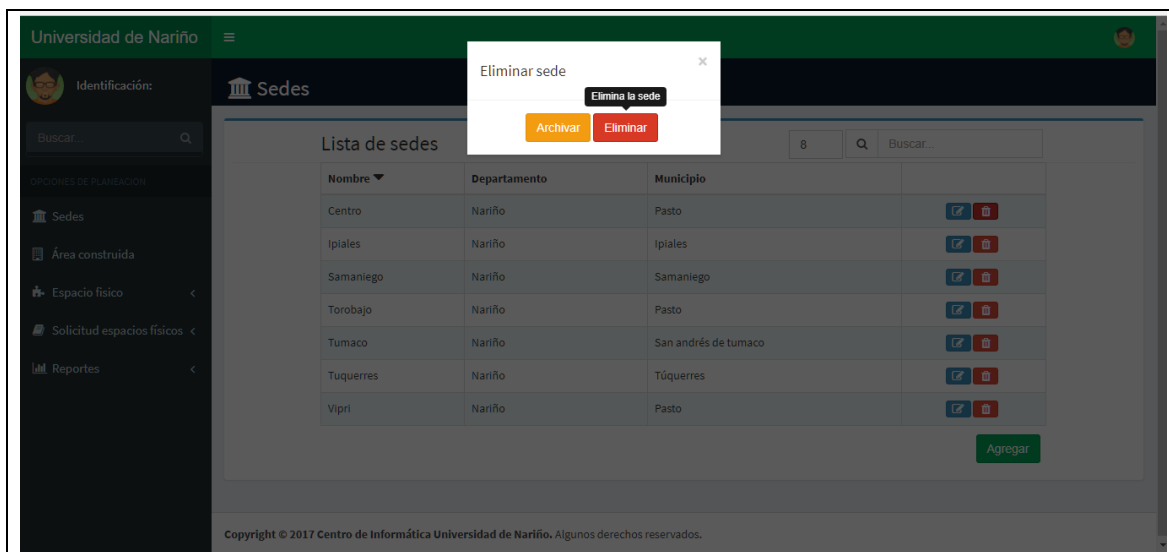 Universidad de Nariño
Identificación:
Buscar...
OPCIONES DE PLANEACIÓN
Sedes
Área construida
Espacio fisico
Solicitud espacios físicos
Reportes
Sedes
Eliminar sede
×
Elimina la sede
Archivar Eliminar
Lista de sedes 8 Buscar...
Nombre Departamento Municipio
Centro Nariño Pasto
Ipiales Nariño Ipiales
Samaniego Nariño Samaniego
Torobajo Nariño Pasto
Tumaco Nariño San andrés de tumaco
Tuquerres Nariño Túquerres
Vipri Nariño Pasto
Agregar
Copyright © 2017 Centro de Informática Universidad de Nariño. Algunos derechos reservados.